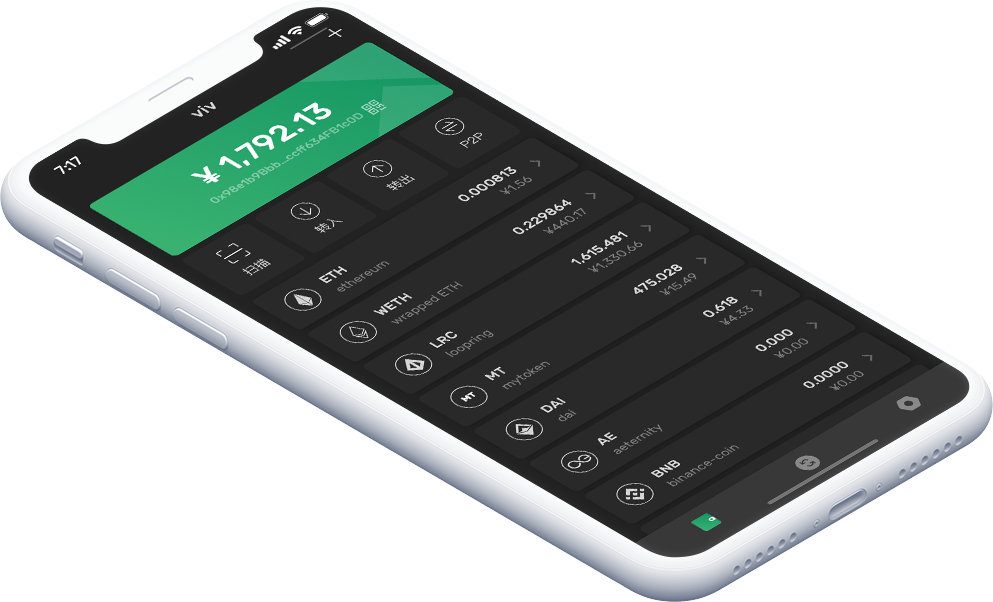 7:17
viv
¥ 1,792.13
0x98e1b9Bbb...ccff634FB1c0D
扫描
转入
转出
P2P
ETH
ethereum
0.000813
¥1.56
WETH
wrapped ETH
0.229864
¥440.17
LRC
loopring
1,615.481
¥1,330.66
MT
MT
mytoken
475.028
¥15.49
DAI
dai
0.618
¥4.33
AE
aeternity
0.000
¥0.00
BNB
binance-coin
0.0000
¥0.00